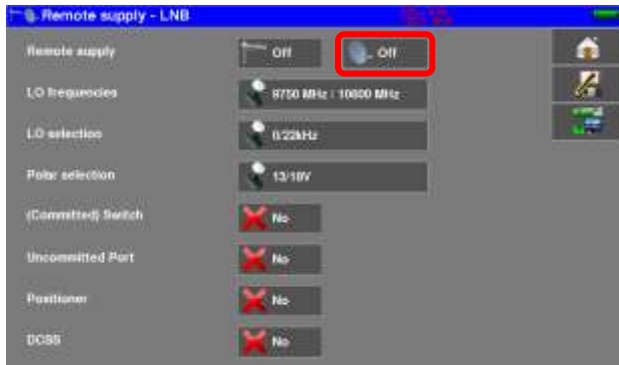 Remote supply - LNB
Remote supply Off Off
LO frequencies 9750 MHz / 10600 MHz
LO selection 0/22kHz
Polar selection 13/18V
(Committed) Switch No
Uncommitted Port No
Positioner No
DCSS No